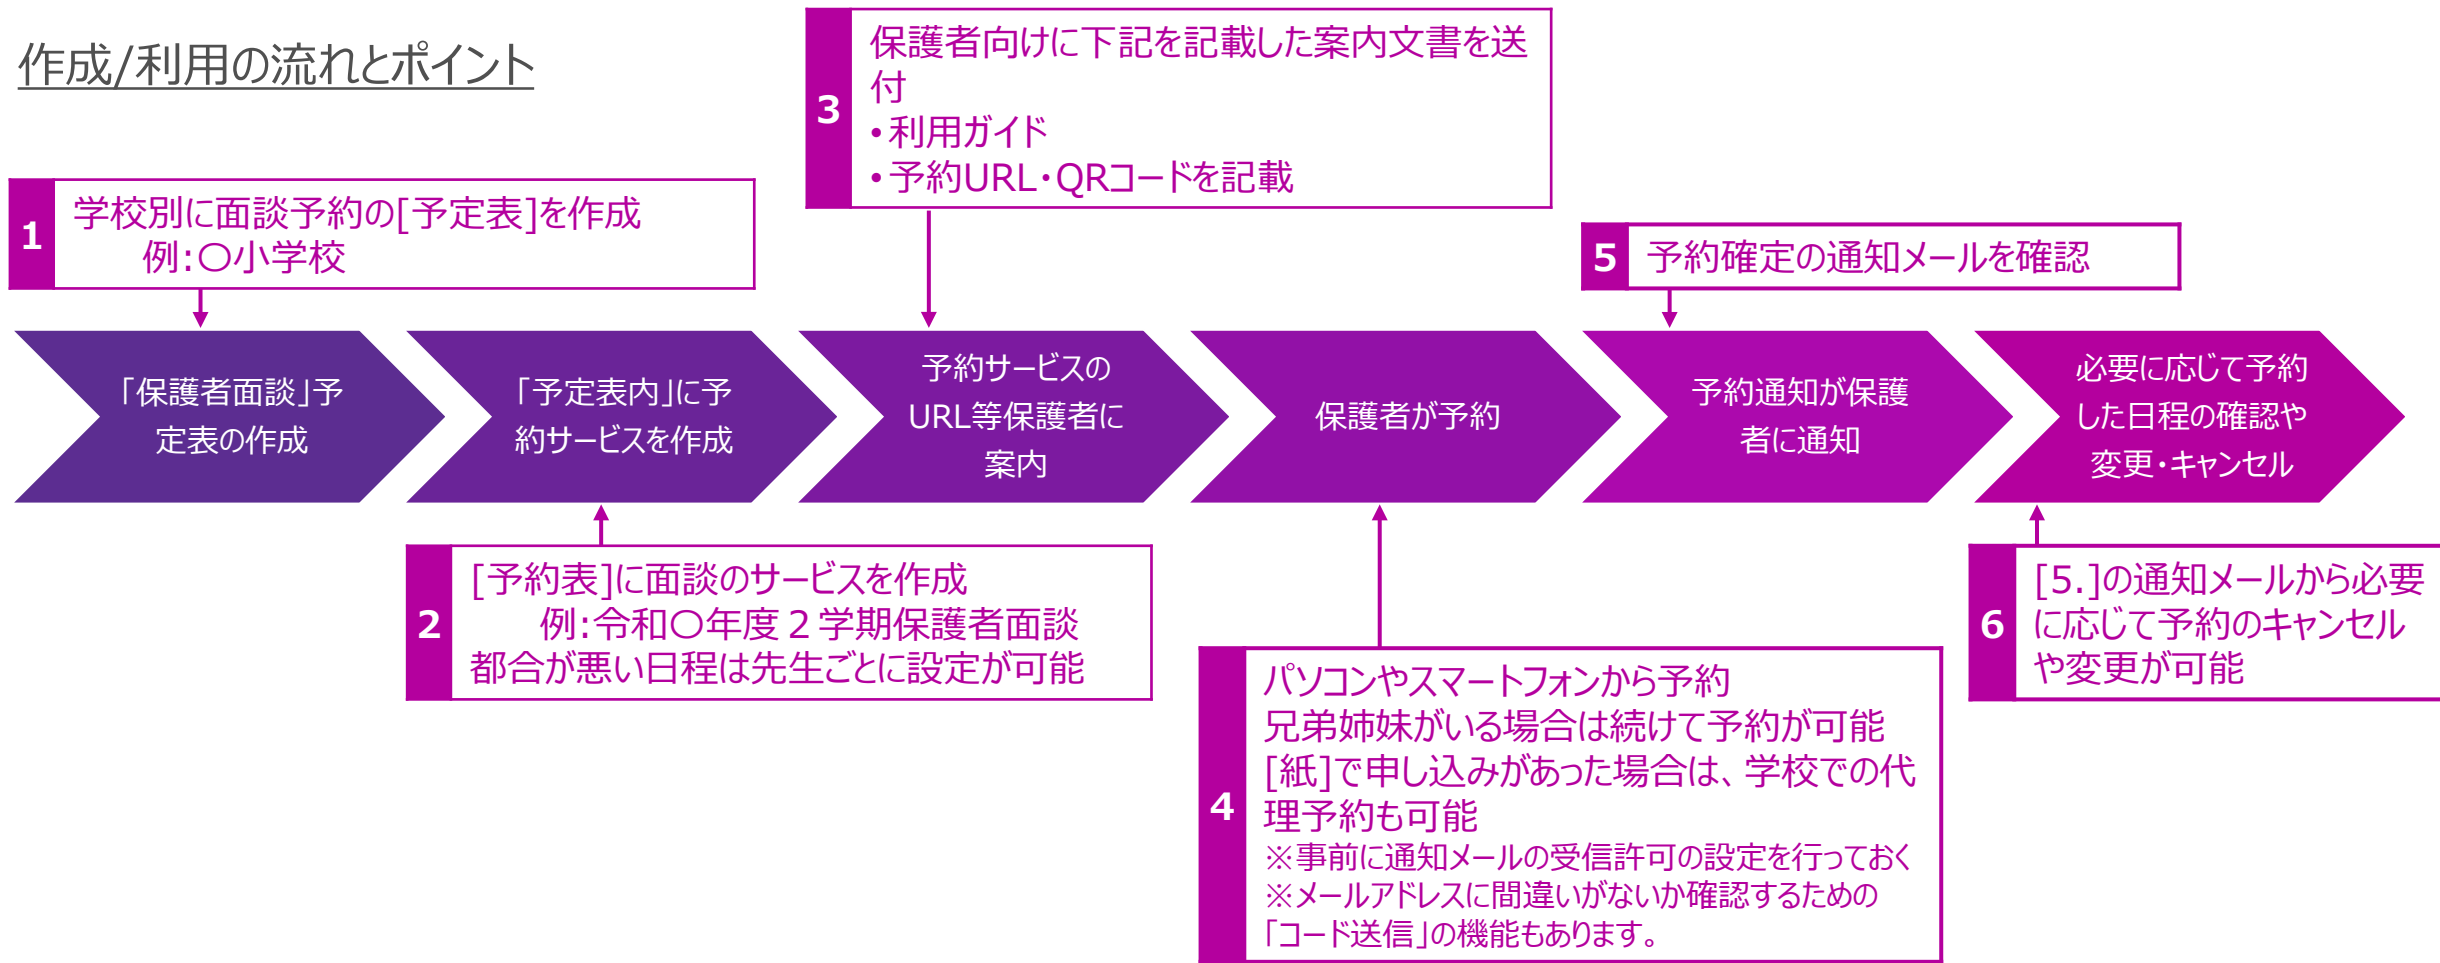 作成/利用の流れとポイント
3
保護者向けに下記を記載した案内文書を送
付
・利用ガイド
・予約URL・QRコードを記載
1
学校別に面談予約の[予定表]を作成
例:〇小学校
5
予約確定の通知メールを確認
「保護者面談」予
定表の作成
「予定表内」に予
約サービスを作成
予約サービスの
URL等保護者に
案内
保護者が予約
予約通知が保護
者に通知
必要に応じて予約
した日程の確認や
変更・キャンセル
2
[予約表]に面談のサービスを作成
例:令和〇年度２学期保護者面談
都合が悪い日程は先生ごとに設定が可能
4
パソコンやスマートフォンから予約
兄弟姉妹がいる場合は続けて予約が可能
[紙]で申し込みがあった場合は、学校での代
理予約も可能
※事前に通知メールの受信許可の設定を行っておく
※メールアドレスに間違いがないか確認するための
「コード送信」の機能もあります。
6
[5.]の通知メールから必要
に応じて予約のキャンセル
や変更が可能